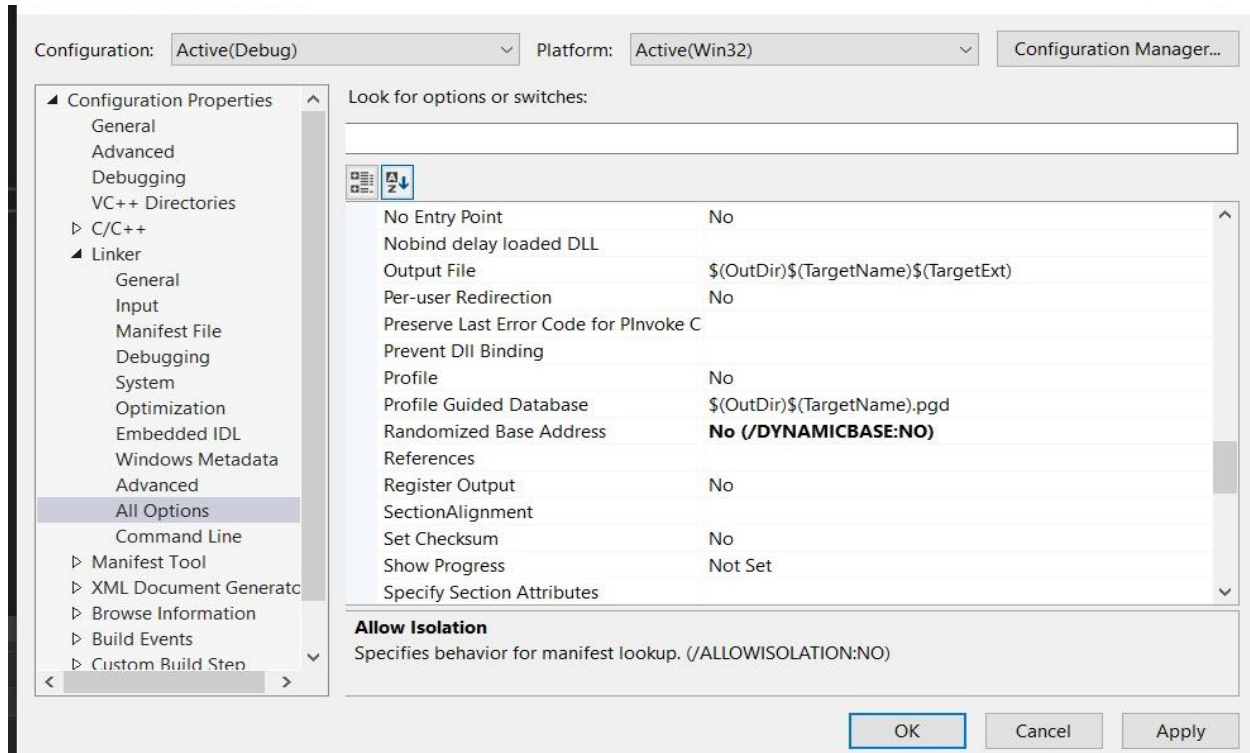 Configuration: Active(Debug) Platform: Active(Win32) Configuration Manager...
Configuration Properties
General
Advanced
Debugging
VC++ Directories
C/C++
Linker
General
Input
Manifest File
Debugging
System
Optimization
Embedded IDL
Windows Metadata
Advanced
All Options
Command Line
Manifest Tool
XML Document Generato
Browse Information
Build Events
Custom Build Step
Look for options or switches:
No Entry Point No
Nobind delay loaded DLL
Output File $(OutDir)$(TargetName)$(TargetExt)
Per-user Redirection No
Preserve Last Error Code for PInvoke C
Prevent Dll Binding
Profile No
Profile Guided Database $(OutDir)$(TargetName).pgd
Randomized Base Address No (/DYNAMICBASE:NO)
References
Register Output No
SectionAlignment
Set Checksum No
Show Progress Not Set
Specify Section Attributes
Allow Isolation
Specifies behavior for manifest lookup. (/ALLOWISOLATION:NO)
OK Cancel Apply